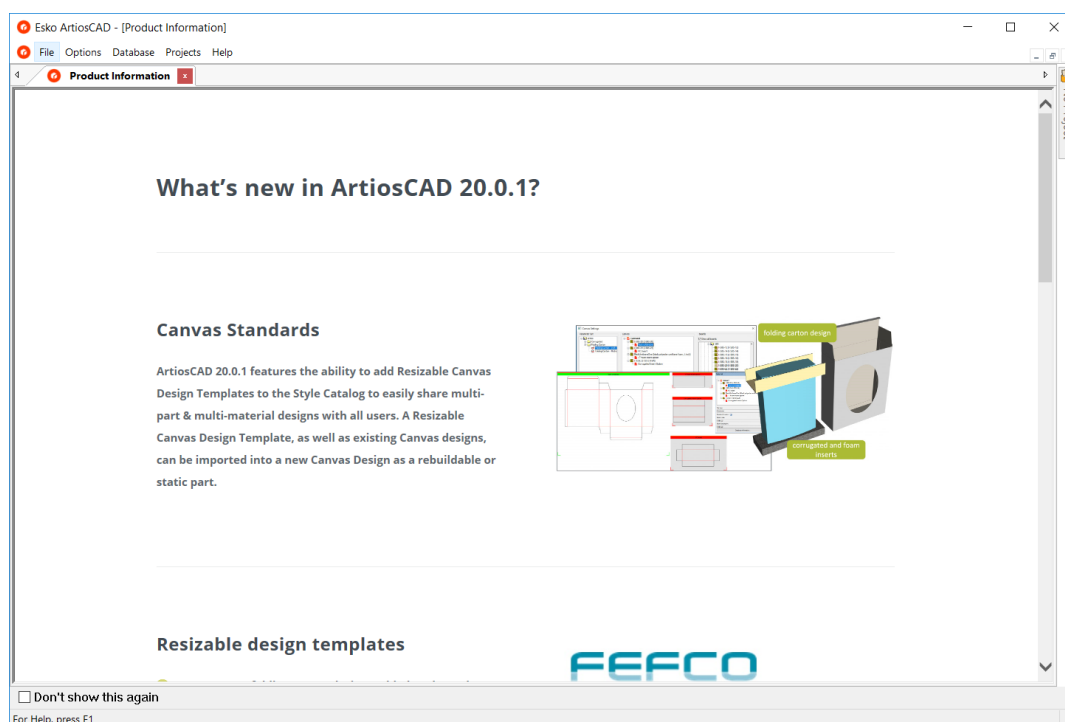 Esko ArtiosCAD - [Product Information]
File Options Database Projects Help
Product Information
What's new in ArtiosCAD 20.0.1?
Canvas Standards
ArtiosCAD 20.0.1 features the ability to add Resizable Canvas
Design Templates to the Style Catalog to easily share multi-
part & multi-material designs with all users. A Resizable
Canvas Design Template, as well as existing Canvas designs,
can be imported into a new Canvas Design as a rebuildable or
static part.
folding carton design
corrugated and foam
inserts
Resizable design templates
FEFCO
Don't show this again
For Help, press F1